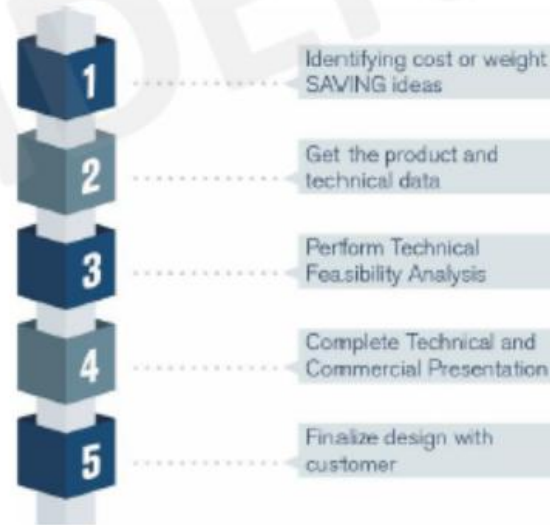 1
Identifying cost or weight
SAVING ideas
2
Get the product and
technical data
3
Perform Technical
Feasibility Analysis
4
Complete Technical and
Commercial Presentation
5
Finalize design with
customer